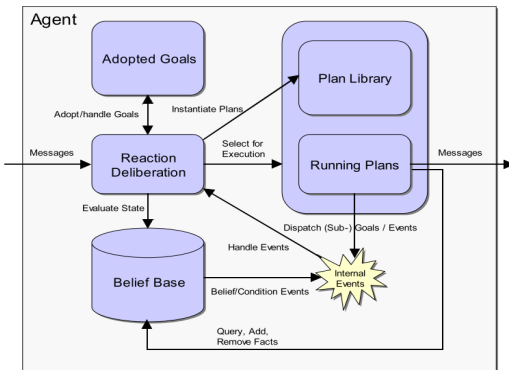 Agent
Adopted Goals
Plan Library
Adopt/handle Goals
Instantiate Plans
Messages
Reaction
Deliberation
Select for
Execution
Running Plans
Messages
Evaluate State
Dispatch (Sub-) Goals / Events
Handle Events
Belief Base
Internal
Events
Belief/Condition Events
Query, Add,
Remove Facts